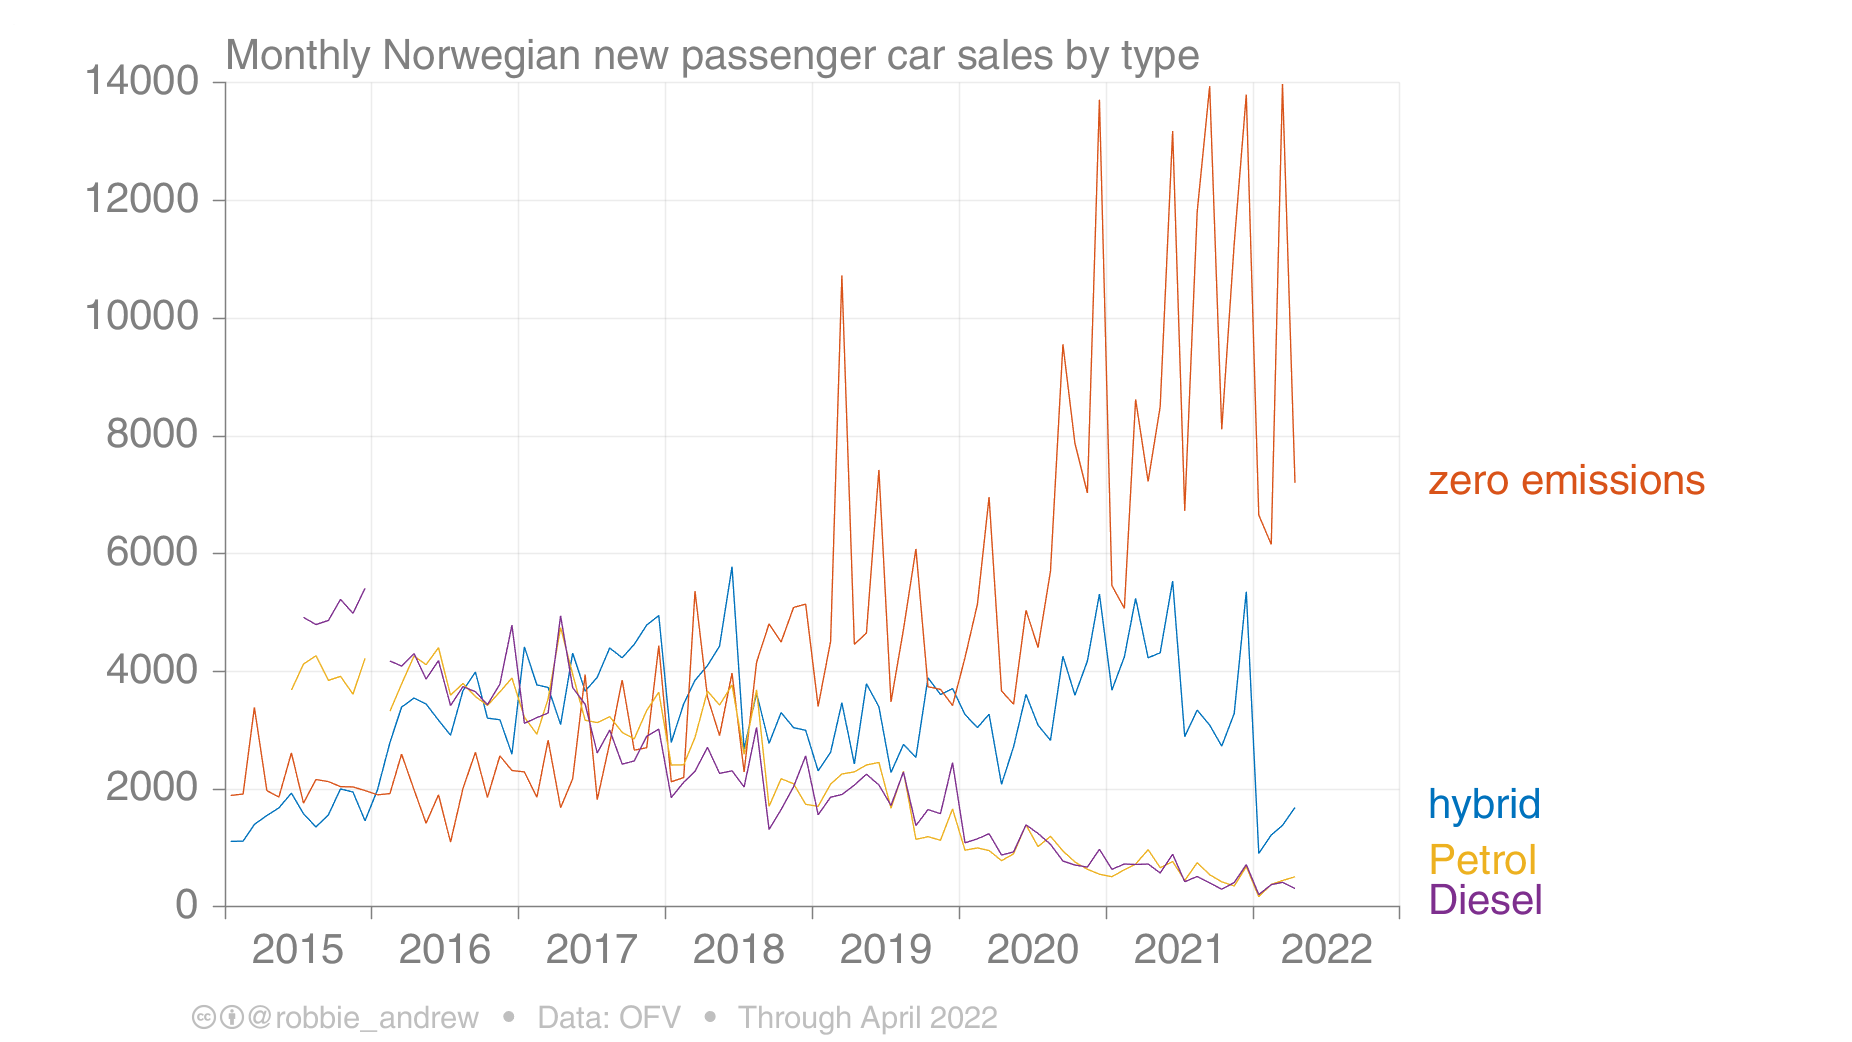 Monthly Norwegian new passenger car sales by type
14000
12000
10000
8000
6000
4000
2000
0
zero emissions
hybrid
Petrol
Diesel
2015 2016 2017 2018 2019 2020 2021 2022
cc @robbie_andrew • Data: OFV • Through April 2022